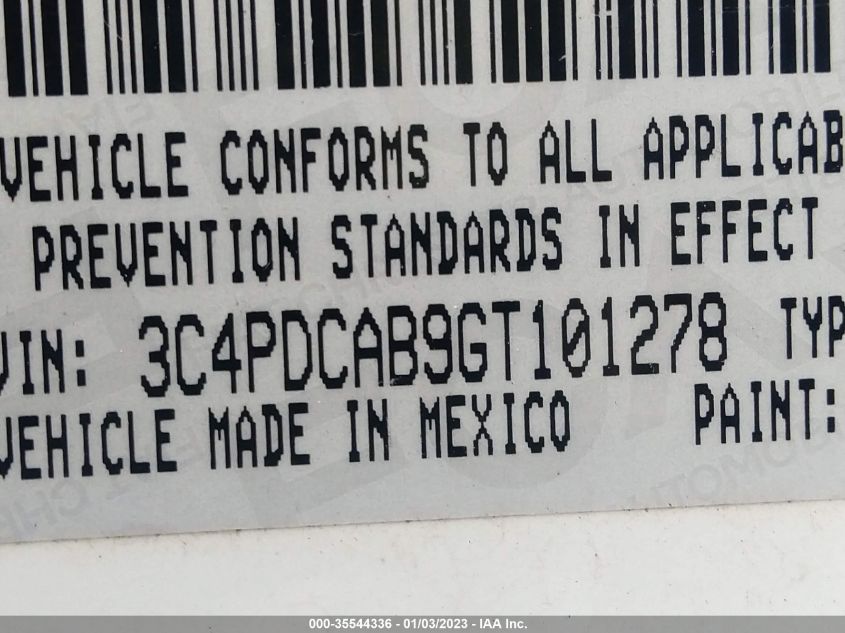 VEHICLE CONFORMS TO ALL APPLICAB
PREVENTION STANDARDS IN EFFECT
VIN: 3C4PDCAB9GT101278 TYP
VEHICLE MADE IN MEXICO PAINT:
000-35544336 - 01/03/2023 - IAA Inc.